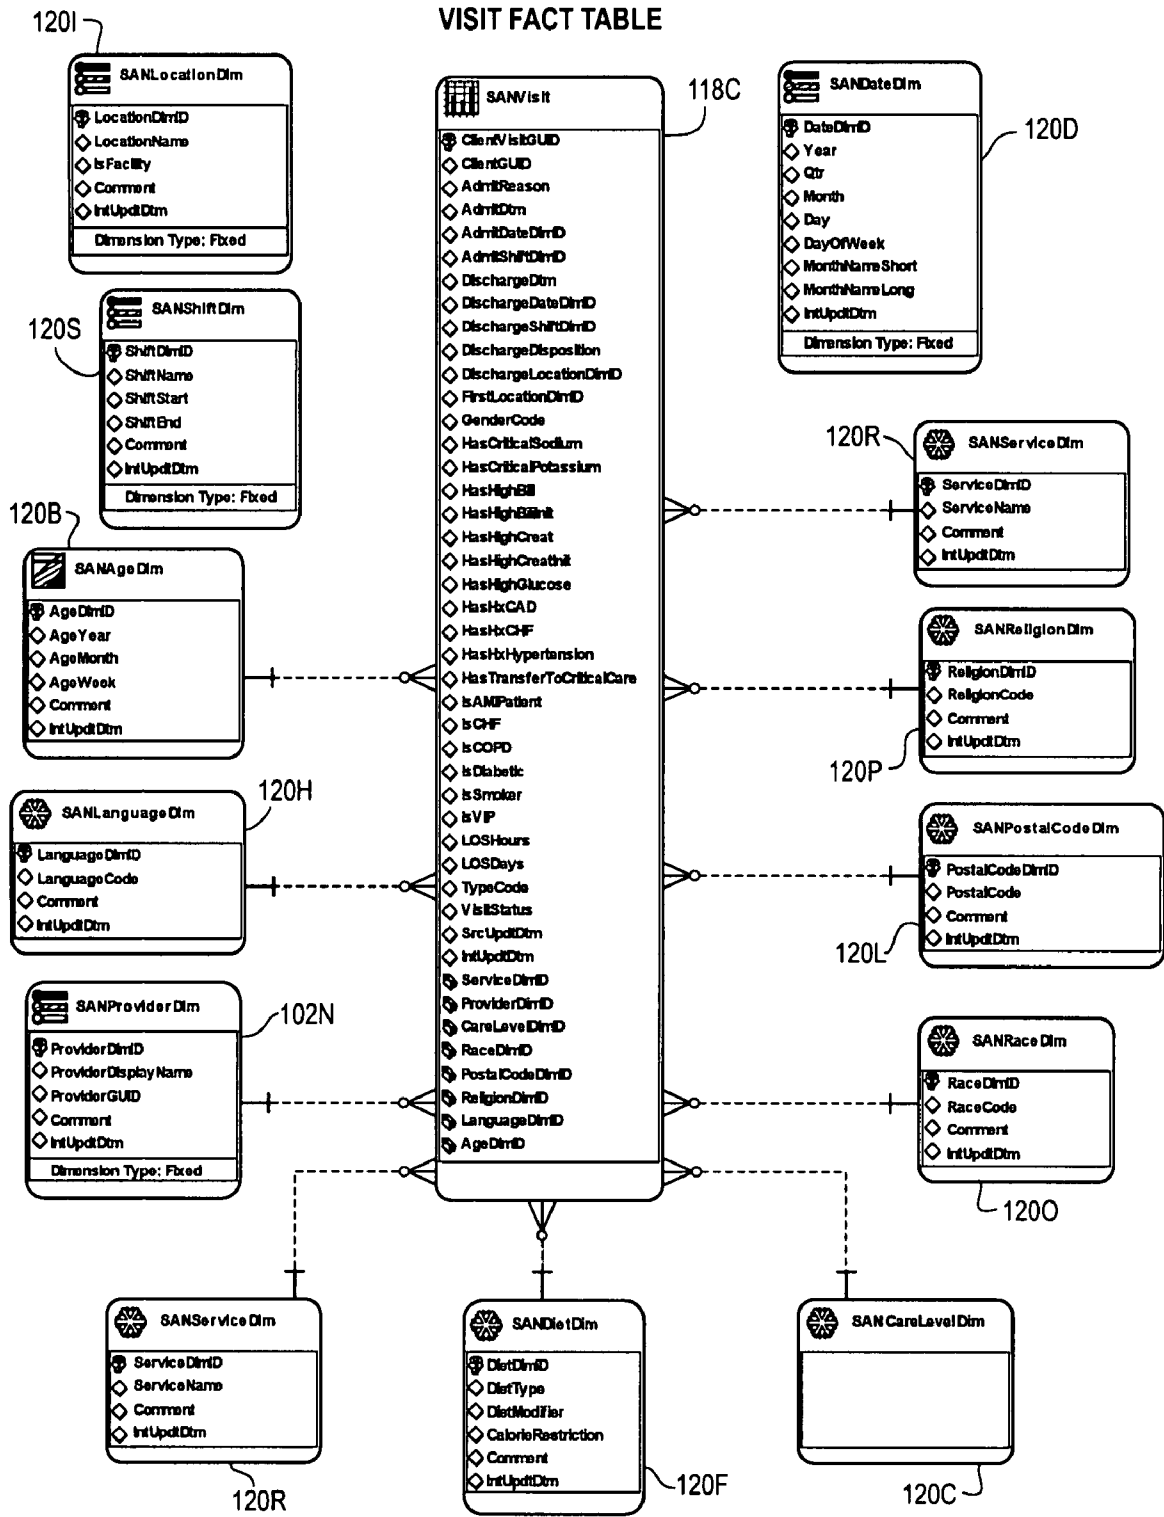 VISIT FACT TABLE
120I
SANLocationDim
LocationDimID
LocationName
IsFacility
Comment
IntUpdtDtm
Dimension Type: Fixed
120S
SANShiftDim
ShiftDimID
ShiftName
ShiftStart
ShiftEnd
Comment
IntUpdtDtm
Dimension Type: Fixed
120B
SANAgeDim
AgeDimID
AgeYear
AgeMonth
AgeWeek
Comment
IntUpdtDtm
120H
SANLanguageDim
LanguageDimID
LanguageCode
Comment
IntUpdtDtm
102N
SANProviderDim
ProviderDimID
ProviderDisplayName
ProviderGUID
Comment
IntUpdtDtm
Dimension Type: Fixed
118C
SANVisit
ClientVisitGUID
ClientGUID
AdmitReason
AdmitDtm
AdmitDateDimID
AdmitShiftDimID
DischargeDtm
DischargeDateDimID
DischargeShiftDimID
DischargeDisposition
DischargeLocationDimID
FirstLocationDimID
GenderCode
HasCriticalSodium
HasCriticalPotassium
HasHighBili
HasHighBiliInit
HasHighCreat
HasHighCreatInit
HasHighGlucose
HasHxCAD
HasHxCHF
HasHxHypertension
HasTransferToCriticalCare
IsAMIPatient
IsCHF
IsCOPD
IsDiabetic
IsSmoker
IsVIP
LOSHours
LOSDays
TypeCode
VisitStatus
SrcUpdtDtm
IntUpdtDtm
ServiceDimID
ProviderDimID
CareLevelDimID
RaceDimID
PostalCodeDimID
ReligionDimID
LanguageDimID
AgeDimID
120D
SANDateDim
DateDimID
Year
Qtr
Month
Day
DayOfWeek
MonthNameShort
MonthNameLong
IntUpdtDtm
Dimension Type: Fixed
120R
SANServiceDim
ServiceDimID
ServiceName
Comment
IntUpdtDtm
SANReligionDim
ReligionDimID
ReligionCode
Comment
IntUpdtDtm
120P
SANPostalCodeDim
PostalCodeDimID
PostalCode
Comment
IntUpdtDtm
120L
SANRaceDim
RaceDimID
RaceCode
Comment
IntUpdtDtm
120O
SANServiceDim
ServiceDimID
ServiceName
Comment
IntUpdtDtm
120R
SANDietDim
DietDimID
DietType
DietModifier
CalorieRestriction
Comment
IntUpdtDtm
120F
SANCareLevelDim
120C